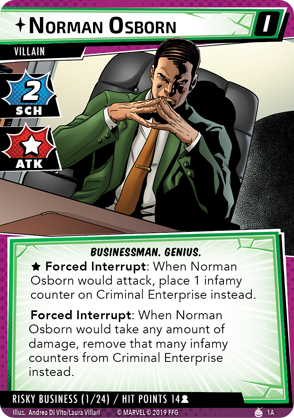 NORMAN OSBORN
I
VILLAIN
2
SCH
ATK
BUSINESSMAN. GENIUS.
★ Forced Interrupt: When Norman
Osborn would attack, place 1 infamy
counter on Criminal Enterprise instead.
Forced Interrupt: When Norman
Osborn would take any amount of
damage, remove that many infamy
counters from Criminal Enterprise
instead.
RISKY BUSINESS (1/24) / HIT POINTS 14
Illus. Andrea Di Vito/Laura Villari © MARVEL © 2019 FFG 1A